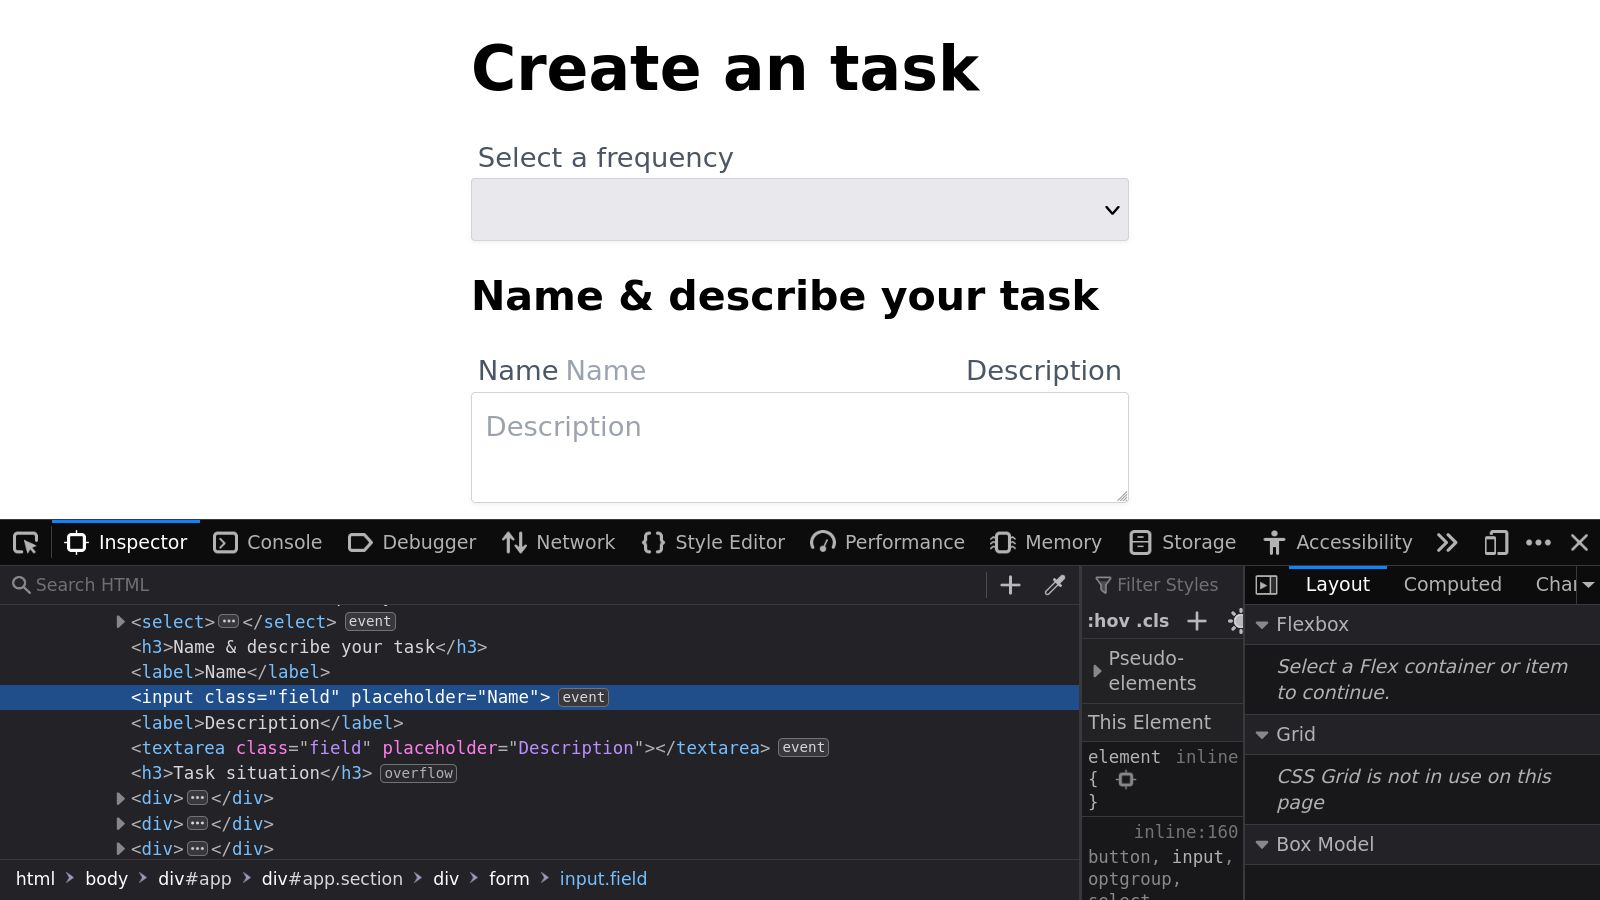 Create an task
Select a frequency
Name & describe your task
Name Name Description
Description
Inspector Console Debugger Network Style Editor Performance Memory Storage Accessibility
Search HTML
<select></select> event
<h3>Name & describe your task</h3>
<label>Name</label>
<input class="field" placeholder="Name"> event
<label>Description</label>
<textarea class="field" placeholder="Description"></textarea> event
<h3>Task situation</h3> overflow
<div></div>
<div></div>
<div></div>
html body div#app div#app.section div form input.field
Filter Styles
:hov .cls
Pseudo-
elements
This Element
element inline
{
}
inline:160
button, input,
optgroup,
Layout Computed
Flexbox
Select a Flex container or item
to continue.
Grid
CSS Grid is not in use on this
page
Box Model